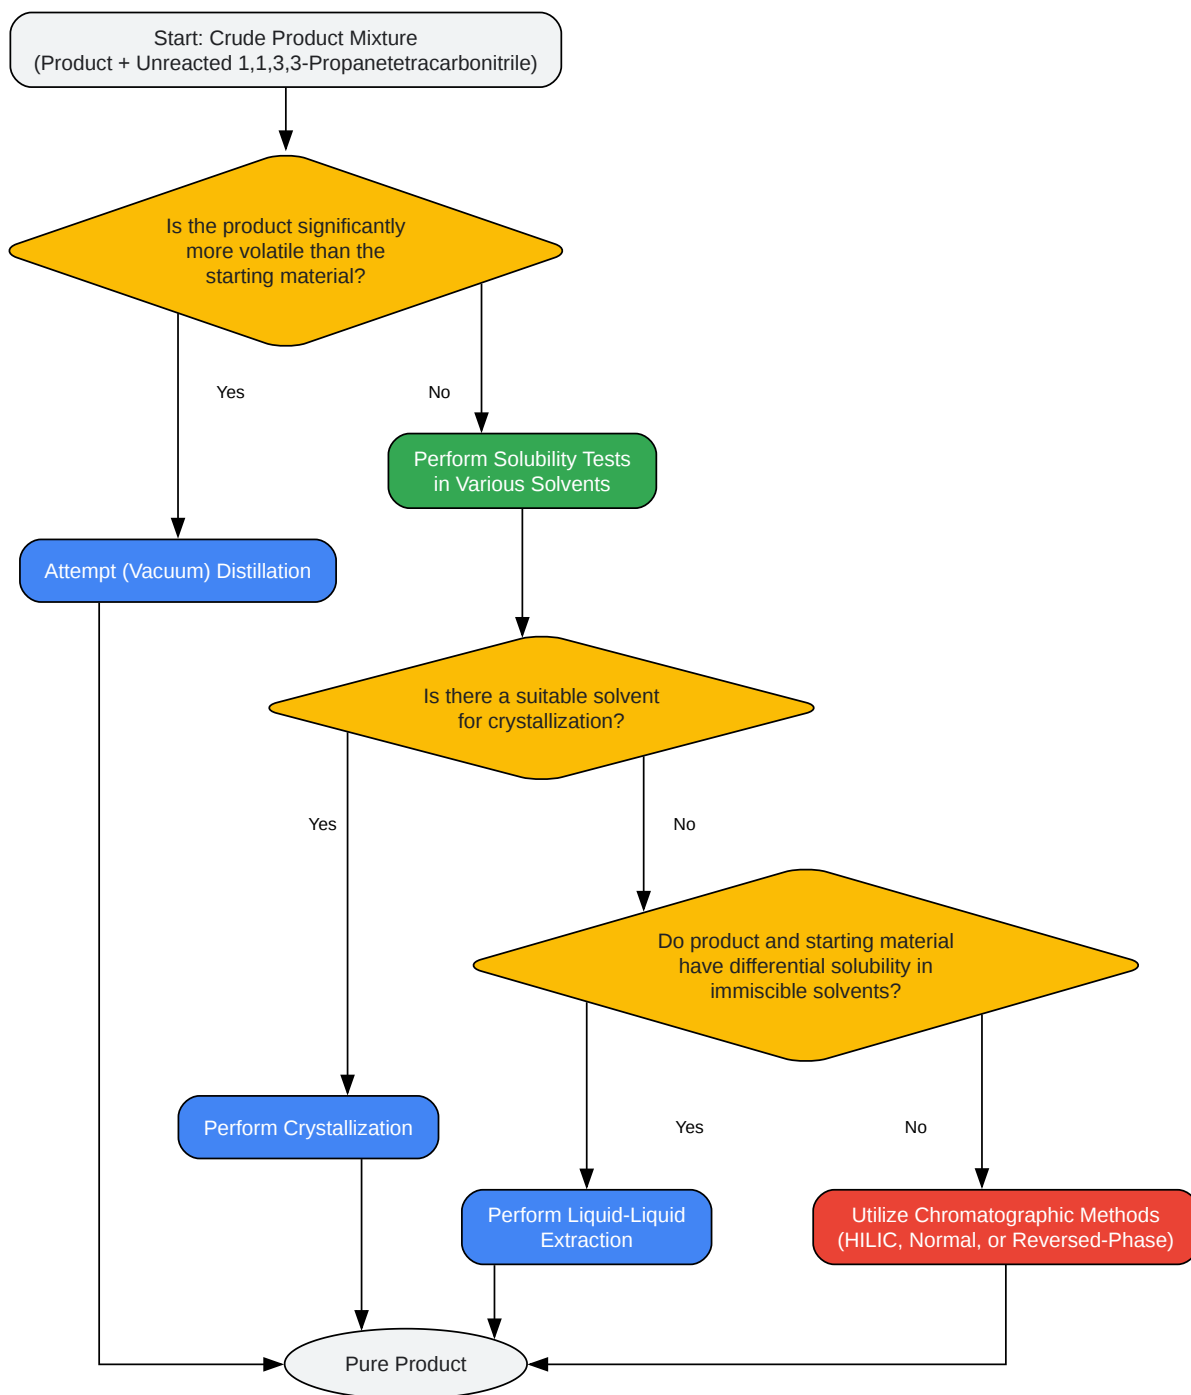 Start: Crude Product Mixture
(Product + Unreacted 1,1,3,3-Propanetetracarbonitrile)
Is the product significantly
more volatile than the
starting material?
Yes
No
Perform Solubility Tests
in Various Solvents
Attempt (Vacuum) Distillation
Is there a suitable solvent
for crystallization?
Yes
No
Do product and starting material
have differential solubility in
immiscible solvents?
Perform Crystallization
Yes
No
Perform Liquid-Liquid
Extraction
Utilize Chromatographic Methods
(HILIC, Normal, or Reversed-Phase)
Pure Product